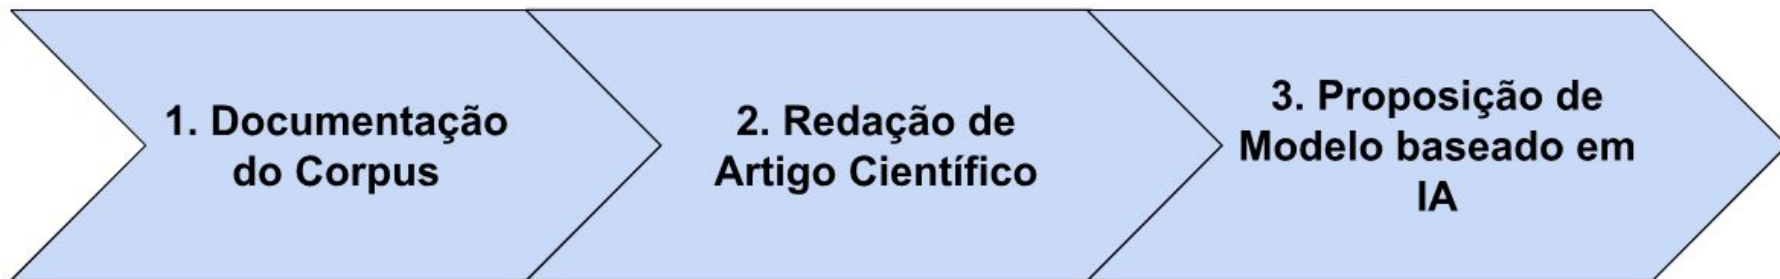 1. Documentação
do Corpus
2. Redação de
Artigo Científico
3. Proposição de
Modelo baseado em
IA